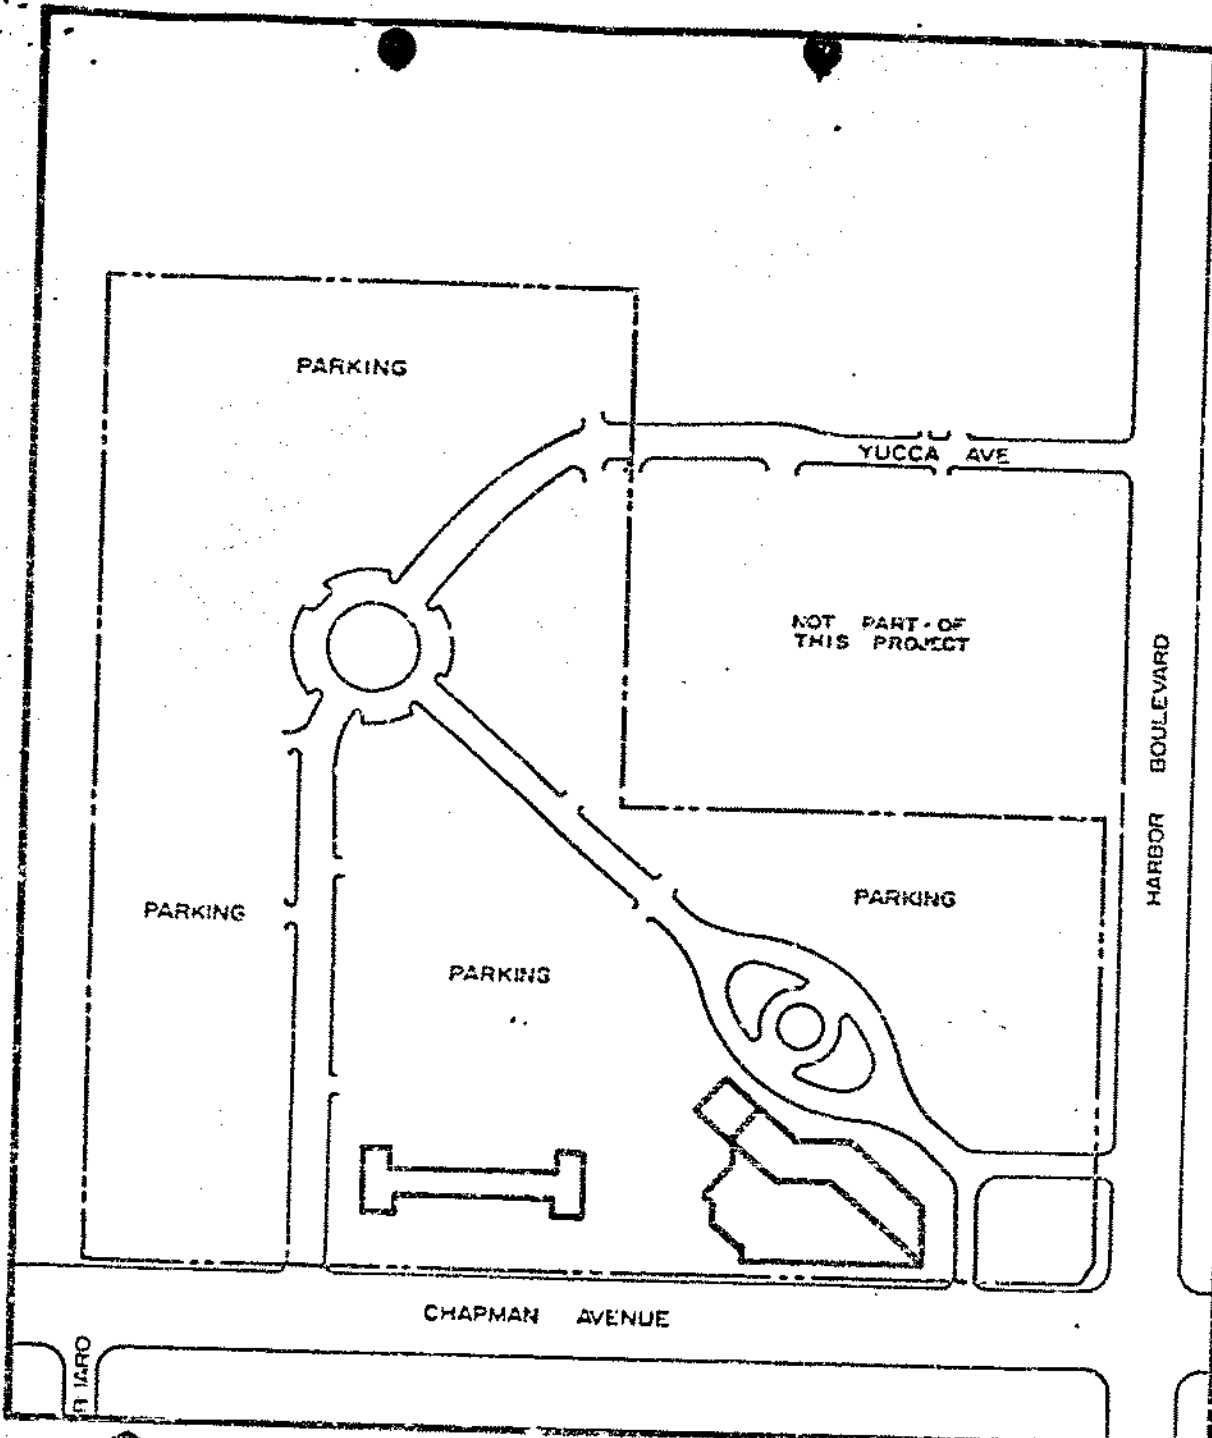 PARKING
YUCCA AVE
NOT PART OF
THIS PROJECT
HARBOR BOULEVARD
PARKING
PARKING
PARKING
CHAPMAN AVENUE